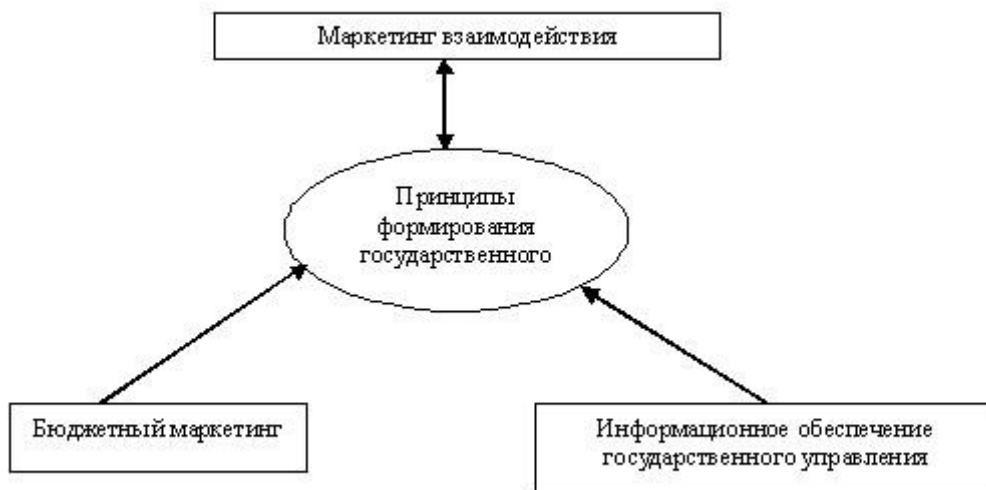 Маркетинг взаимодействия
Принципы
формирования
государственного
Бюджетный маркетинг
Информационное обеспечение
государственного управления